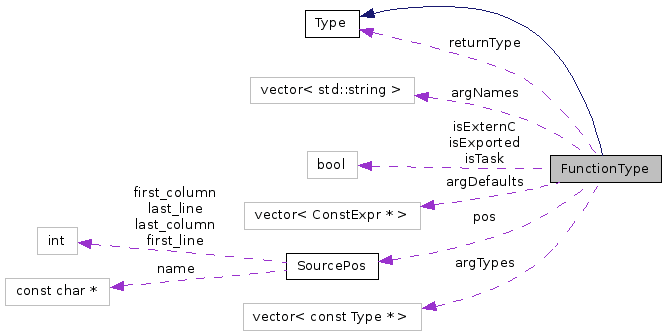 Type
returnType
vector< std::string >
argNames
isExternC
isExported
isTask
bool
FunctionType
argDefaults
first_column
last_line
last_column
first_line
vector< ConstExpr * >
pos
int
SourcePos
argTypes
name
const char *
vector< const Type * >